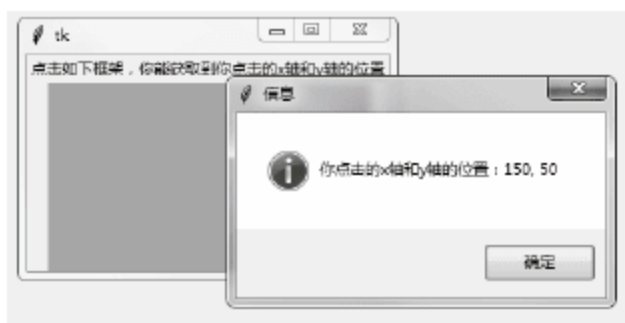 tk
点击如下框架，你能获取到你点击的x轴和y轴的位置
信息
你点击的x轴和y轴的位置：150, 50
确定